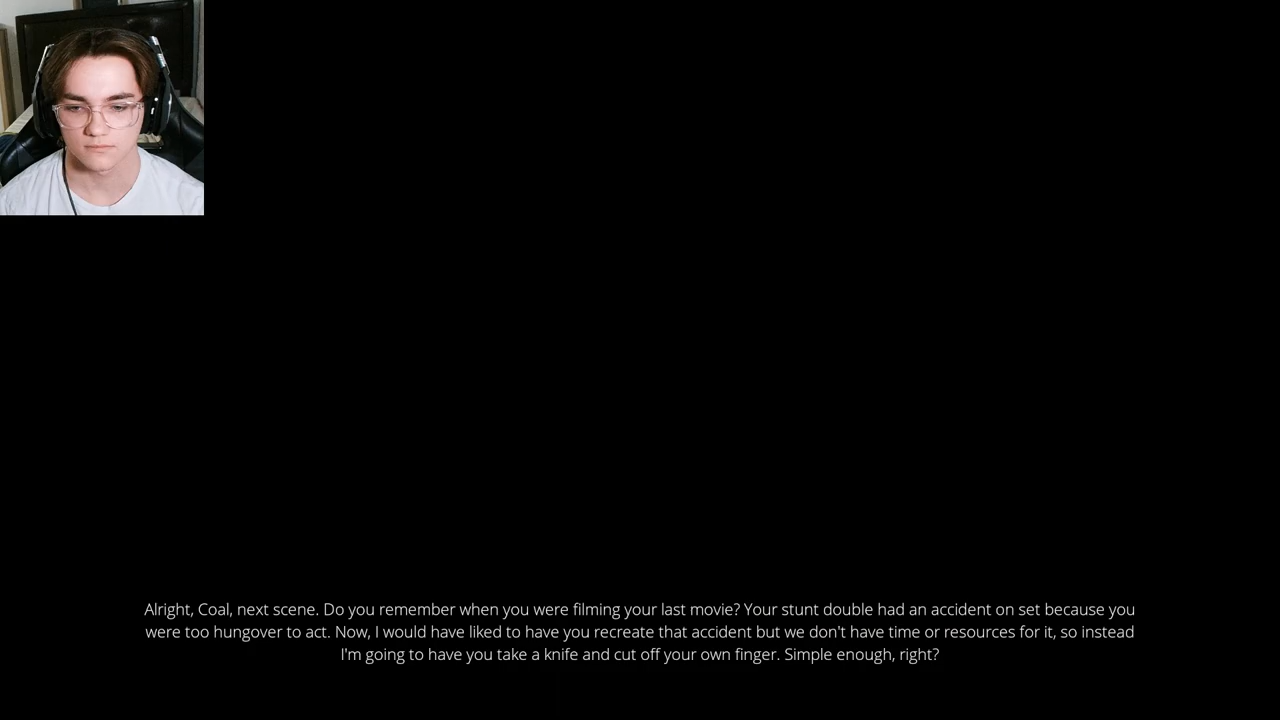 Alright, Coal, next scene. Do you remember when you were filming your last movie? Your stunt double had an accident on set because you
were too hungover to act. Now, I would have liked to have you recreate that accident but we don't have time or resources for it, so instead
I'm going to have you take a knife and cut off your own finger. Simple enough, right?